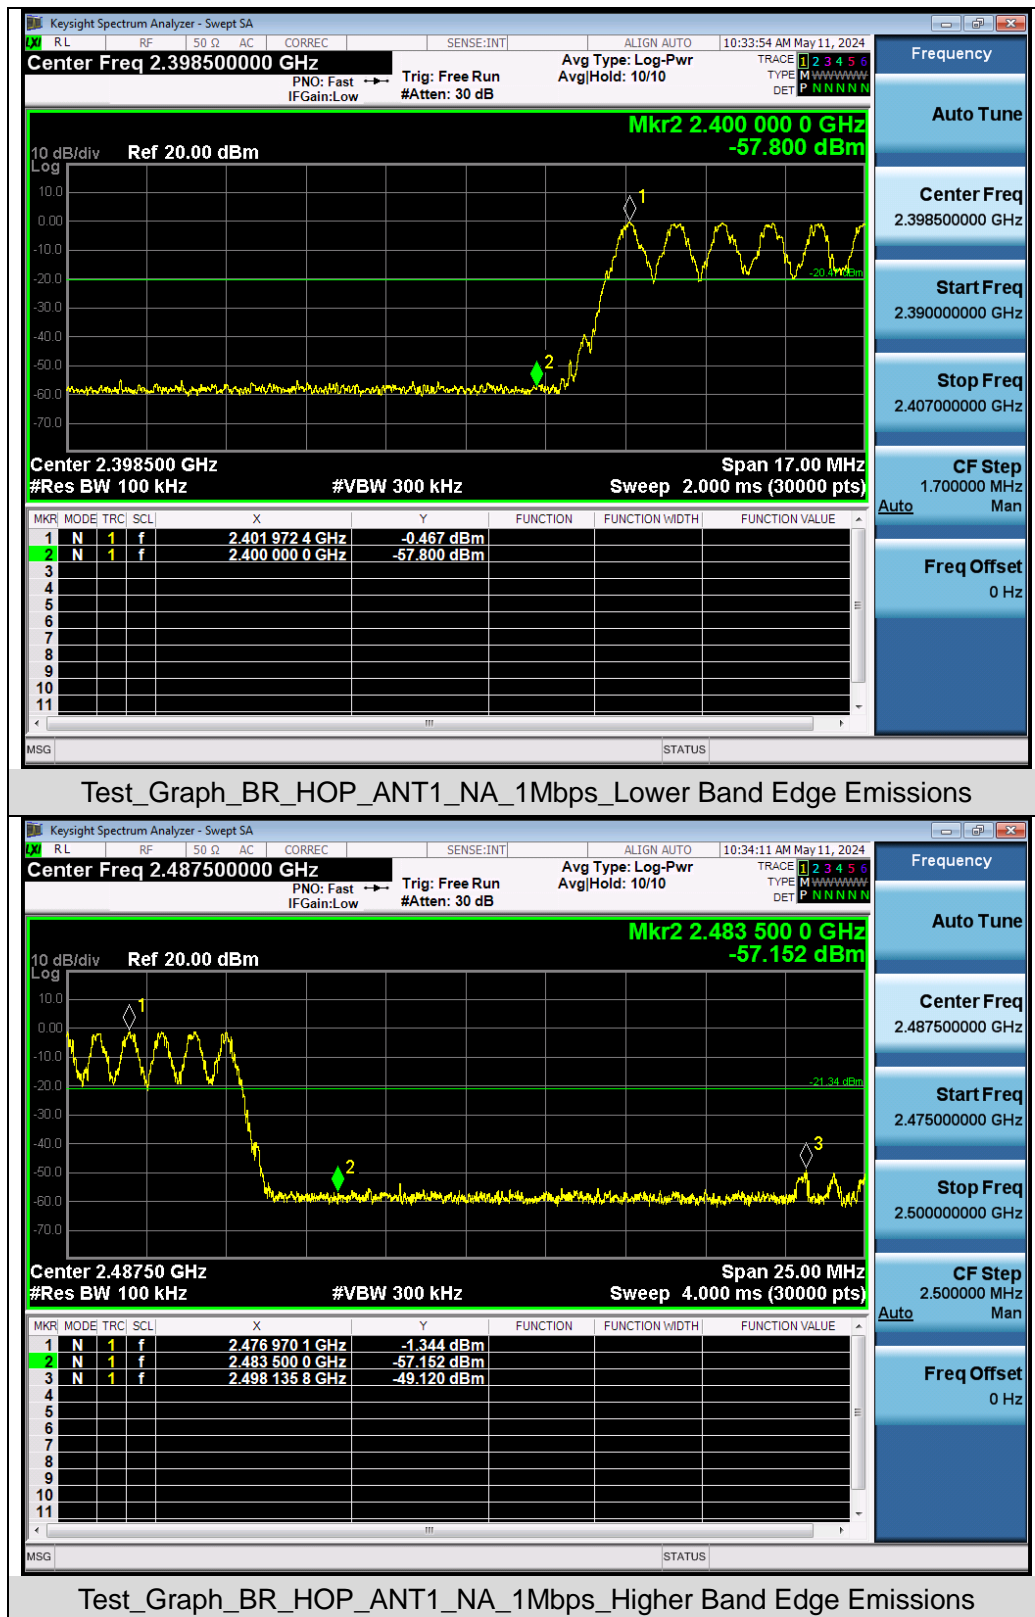 Keysight Spectrum Analyzer - Swept SA
LXI RL RF 50 Ω AC CORREC SENSE:INT ALIGN AUTO 10:33:54 AM May 11, 2024
Center Freq 2.398500000 GHz Avg Type: Log-Pwr TRACE 1 2 3 4 5 6
PNO: Fast Trig: Free Run Avg|Hold: 10/10 TYPE M WWWWW
IFGain:Low #Atten: 30 dB DET P N N N N N
Frequency
Auto Tune
Center Freq
2.398500000 GHz
Start Freq
2.390000000 GHz
Stop Freq
2.407000000 GHz
CF Step
1.700000 MHz
Auto Man
Freq Offset
0 Hz
Mkr2 2.400 000 0 GHz
-57.800 dBm
10 dB/div Ref 20.00 dBm
Log
10.0
0.00
-10.0
-20.0
-30.0
-40.0
-50.0
-60.0
-70.0
1
2
-20.47 dBm
Center 2.398500 GHz Span 17.00 MHz
#Res BW 100 kHz #VBW 300 kHz Sweep 2.000 ms (30000 pts)
MKR MODE TRC SCL X Y FUNCTION FUNCTION WIDTH FUNCTION VALUE
1 N 1 f 2.401 972 4 GHz -0.467 dBm
2 N 1 f 2.400 000 0 GHz -57.800 dBm
3
4
5
6
7
8
9
10
11
MSG STATUS
Test_Graph_BR_HOP_ANT1_NA_1Mbps_Lower Band Edge Emissions
Keysight Spectrum Analyzer - Swept SA
LXI RL RF 50 Ω AC CORREC SENSE:INT ALIGN AUTO 10:34:11 AM May 11, 2024
Center Freq 2.487500000 GHz Avg Type: Log-Pwr TRACE 1 2 3 4 5 6
PNO: Fast Trig: Free Run Avg|Hold: 10/10 TYPE M WWWWW
IFGain:Low #Atten: 30 dB DET P N N N N N
Frequency
Auto Tune
Center Freq
2.487500000 GHz
Start Freq
2.475000000 GHz
Stop Freq
2.500000000 GHz
CF Step
2.500000 MHz
Auto Man
Freq Offset
0 Hz
Mkr2 2.483 500 0 GHz
-57.152 dBm
10 dB/div Ref 20.00 dBm
Log
10.0
0.00
-10.0
-20.0
-30.0
-40.0
-50.0
-60.0
-70.0
1
2
3
-21.34 dBm
Center 2.48750 GHz Span 25.00 MHz
#Res BW 100 kHz #VBW 300 kHz Sweep 4.000 ms (30000 pts)
MKR MODE TRC SCL X Y FUNCTION FUNCTION WIDTH FUNCTION VALUE
1 N 1 f 2.476 970 1 GHz -1.344 dBm
2 N 1 f 2.483 500 0 GHz -57.152 dBm
3 N 1 f 2.498 135 8 GHz -49.120 dBm
4
5
6
7
8
9
10
11
MSG STATUS
Test_Graph_BR_HOP_ANT1_NA_1Mbps_Higher Band Edge Emissions